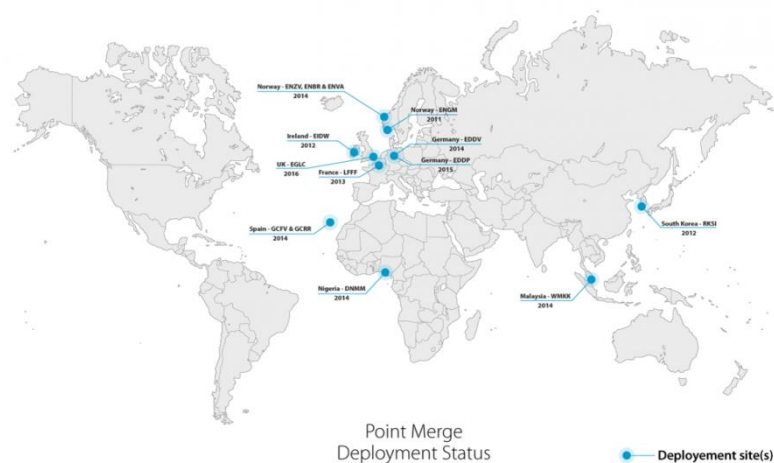 Norway - ENZV, ENBR & ENVA
2014
Norway - ENGM
2011
Ireland - EIDW
2012
Germany - EDDV
2014
UK - EGLC
2016
Germany - EDDP
2015
France - LFFF
2013
Spain - GCFV & GCRR
2014
South Korea - RKSI
2012
Nigeria - DNMM
2014
Malaysia - WMKK
2014
Point Merge
Deployment Status
Deployement site(s)